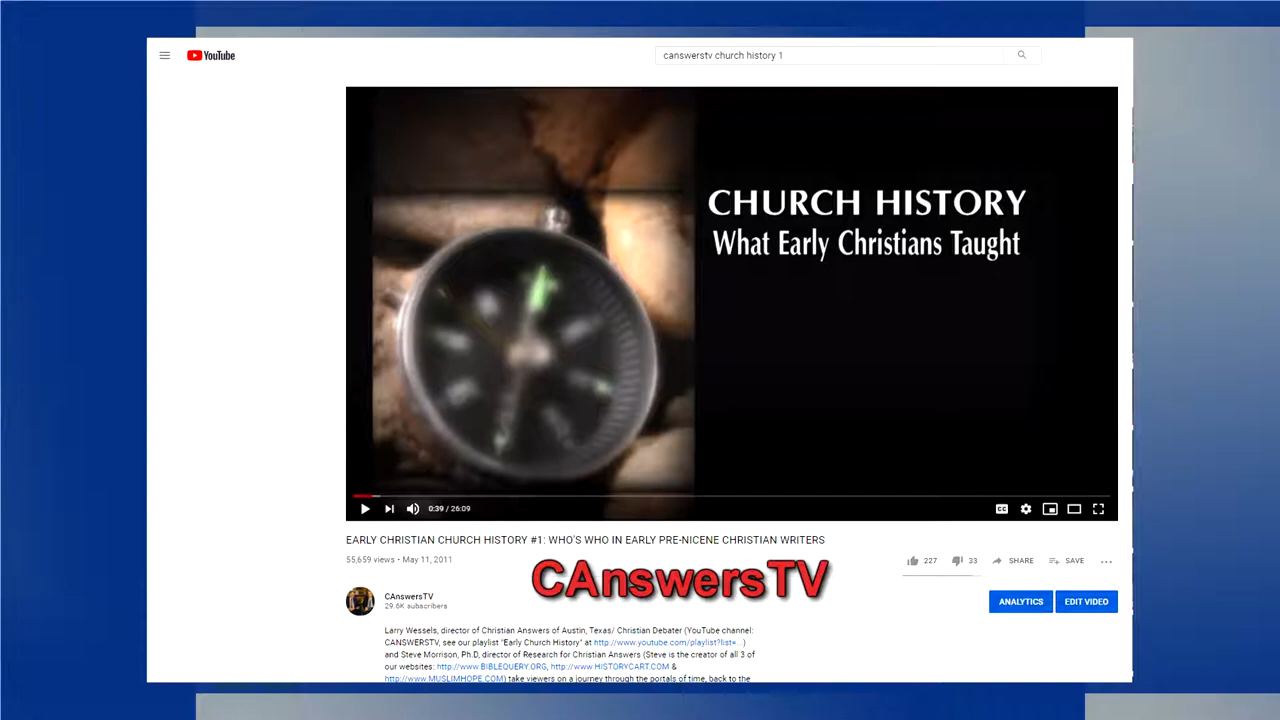 YouTube
canswerstv church history 1
CHURCH HISTORY
What Early Christians Taught
0:39 / 26:09
CC
EARLY CHRISTIAN CHURCH HISTORY #1: WHO'S WHO IN EARLY PRE-NICENE CHRISTIAN WRITERS
55,659 views • May 11, 2011
227
33
SHARE
SAVE
CAnswersTV
CAnswersTV
29.6K subscribers
ANALYTICS
EDIT VIDEO
Larry Wessels, director of Christian Answers of Austin, Texas/ Christian Debater (YouTube channel:
CANSWERSTV, see our playlist "Early Church History" at http://www.youtube.com/playlist?list=...)
and Steve Morrison, Ph.D, director of Research for Christian Answers (Steve is the creator of all 3 of
our websites: http://www.BIBLEQUERY.ORG, http://www.HISTORYCART.COM &
http://www.MUSLIMHOPE.COM) take viewers on a journey through the portals of time, back to the